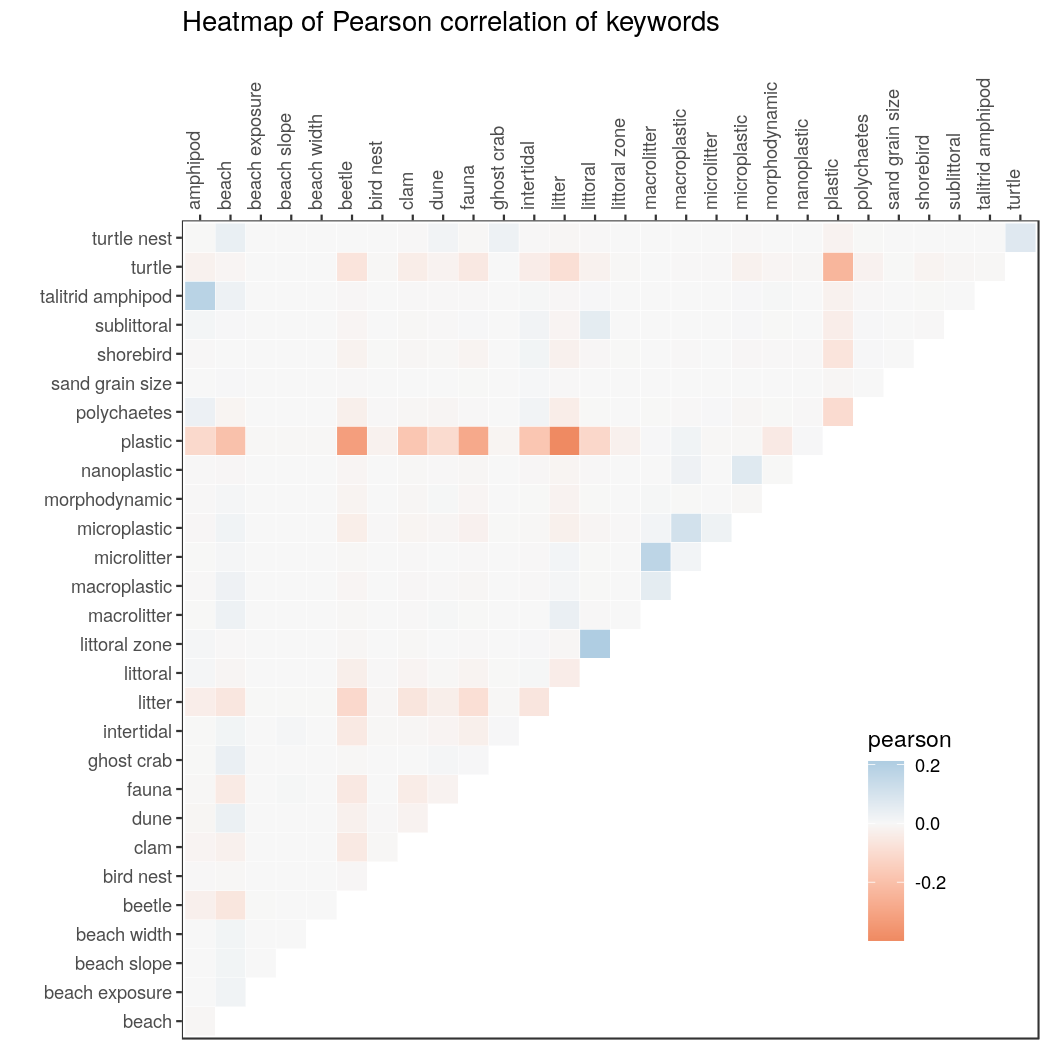 Heatmap of Pearson correlation of keywords
amphipod
beach
beach exposure
beach slope
beach width
beetle
bird nest
clam
dune
fauna
ghost crab
intertidal
litter
littoral
littoral zone
macrolitter
macroplastic
microlitter
microplastic
morphodynamic
nanoplastic
plastic
polychaetes
sand grain size
shorebird
sublittoral
talitrid amphipod
turtle
turtle nest
turtle
talitrid amphipod
sublittoral
shorebird
sand grain size
polychaetes
plastic
nanoplastic
morphodynamic
microplastic
microlitter
macroplastic
macrolitter
littoral zone
littoral
litter
intertidal
ghost crab
fauna
dune
clam
bird nest
beetle
beach width
beach slope
beach exposure
beach
pearson
0.2
0.0
-0.2